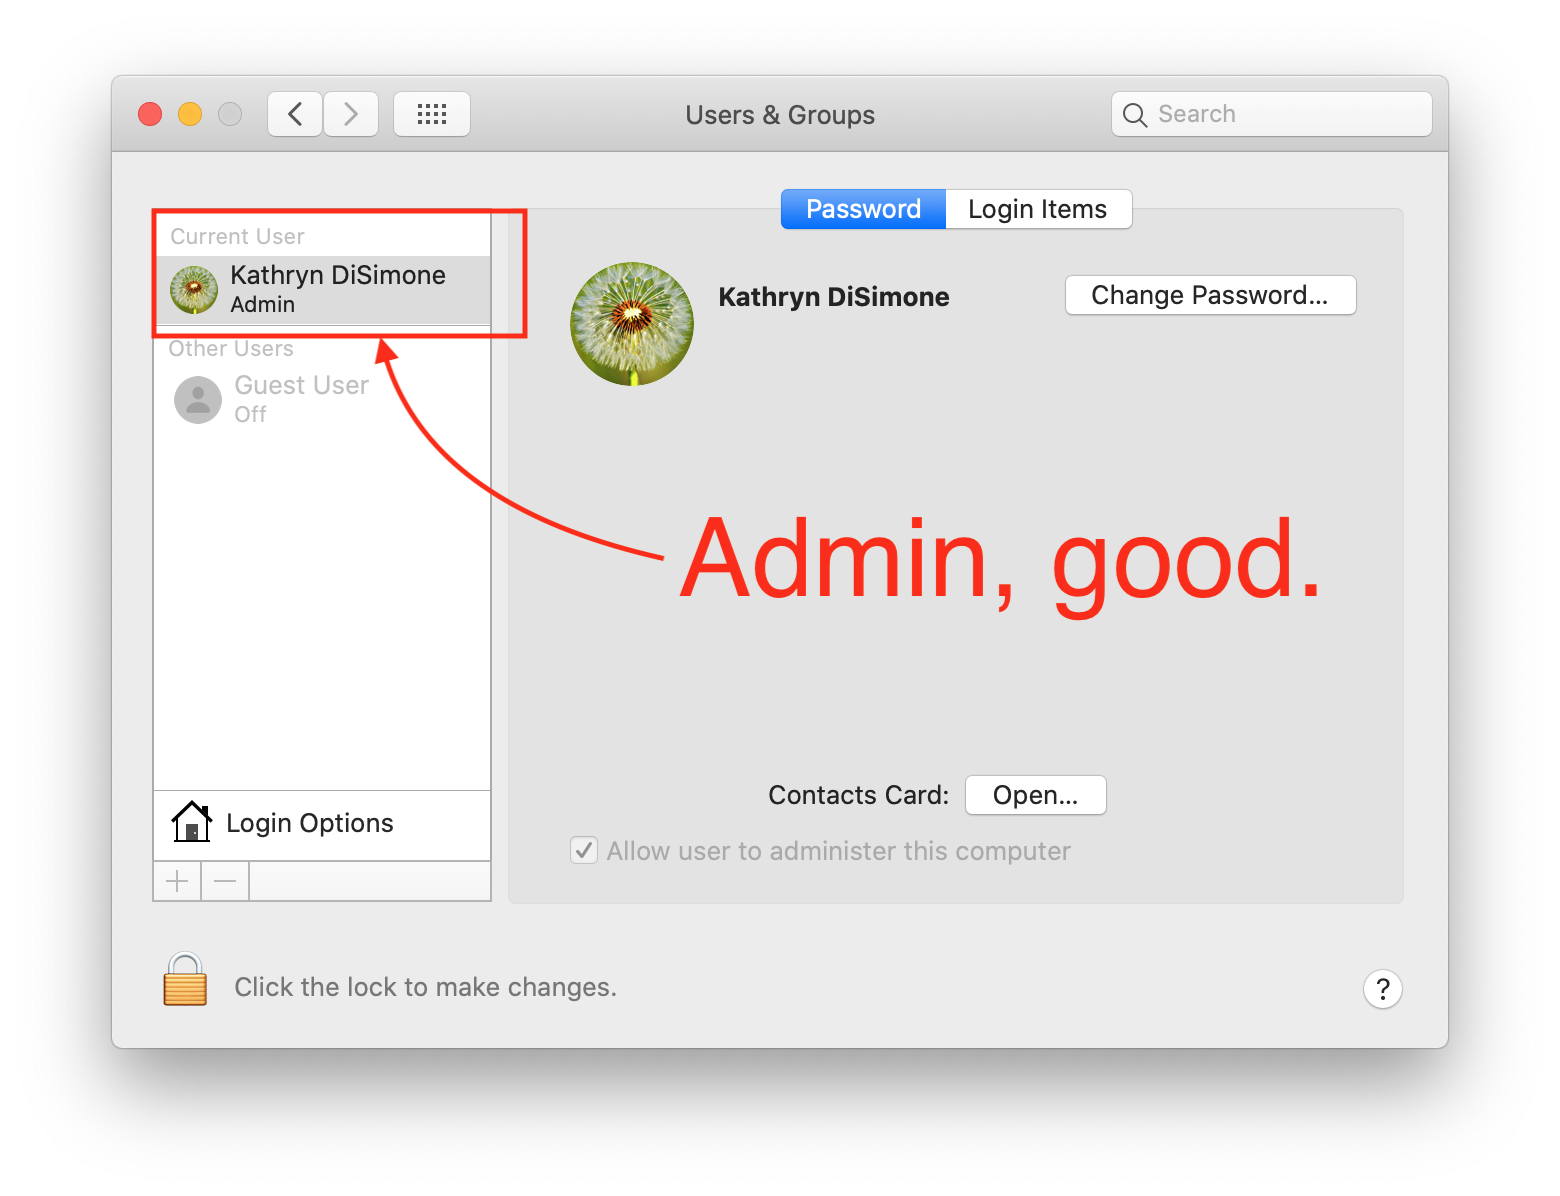 Users & Groups
Search
Password
Login Items
Current User
Kathryn DiSimone
Admin
Other Users
Guest User
Off
Kathryn DiSimone
Change Password...
Admin, good.
Contacts Card:
Open...
Allow user to administer this computer
Login Options
Click the lock to make changes.
?